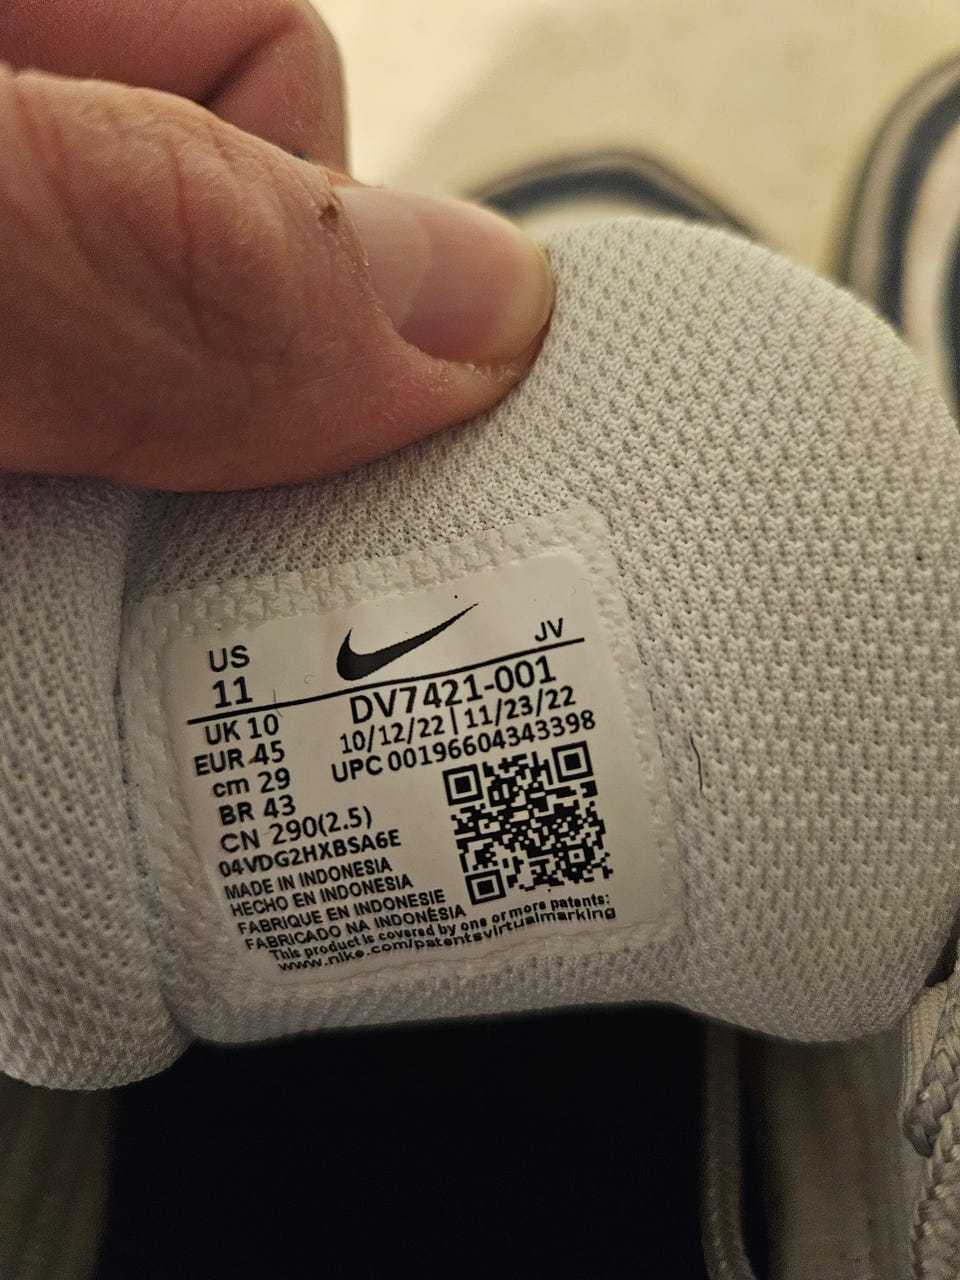 US
11
JV
UK 10
EUR 45
cm 29
BR 43
CN 290(2.5)
DV7421-001
10/12/22 | 11/23/22
UPC 00196604343398
04VDG2HXBSA6E
MADE IN INDONESIA
HECHO EN INDONESIA
FABRIQUE EN INDONESIE
FABRICADO NA INDONÉSIA
This product is covered by one or more patents:
www.nike.com/patentsvirtualmarking